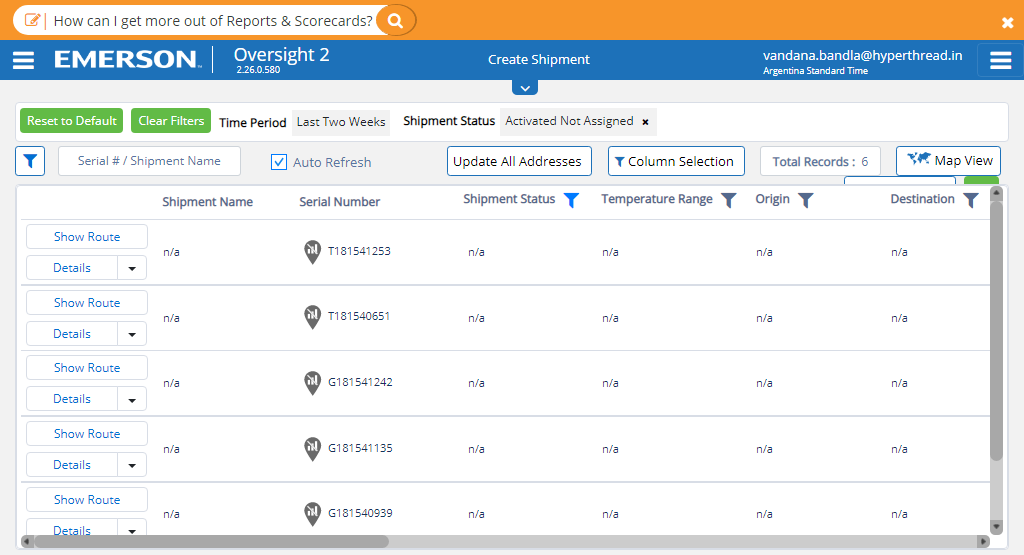 How can I get more out of Reports & Scorecards?
EMERSON Oversight 2
2.26.0.580
Create Shipment
vandana.bandla@hyperthread.in
Argentina Standard Time
Reset to Default Clear Filters Time Period Last Two Weeks Shipment Status Activated Not Assigned ×
Serial # / Shipment Name Auto Refresh Update All Addresses Column Selection Total Records : 6 Map View
Shipment Name Serial Number Shipment Status Temperature Range Origin Destination
Show Route
Details
n/a T181541253 n/a n/a n/a n/a
Show Route
Details
n/a T181540651 n/a n/a n/a n/a
Show Route
Details
n/a G181541242 n/a n/a n/a n/a
Show Route
Details
n/a G181541135 n/a n/a n/a n/a
Show Route
Details
n/a G181540939 n/a n/a n/a n/a